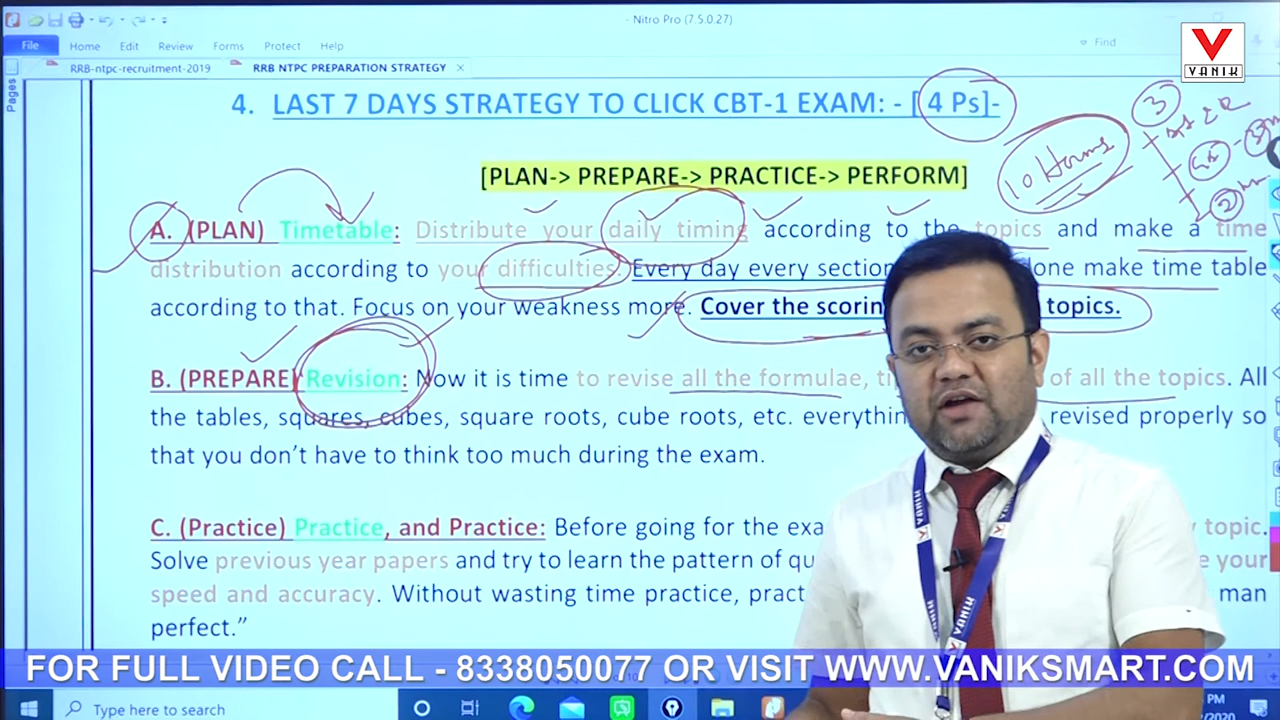 - Nitro Pro (7.5.0.27)
File Home Edit Review Forms Protect Help
Find
RRB-ntpc-recruitment-2019 RRB NTPC PREPARATION STRATEGY ×
Pages
VANIK
4. LAST 7 DAYS STRATEGY TO CLICK CBT-1 EXAM: - [ 4 Ps]-
[PLAN-> PREPARE-> PRACTICE-> PERFORM]
10 Hours
3
2
A. (PLAN) Timetable: Distribute your daily timing according to the topics and make a time
distribution according to your difficulties. Every day every section done make time table
according to that. Focus on your weakness more. Cover the scorin topics.
B. (PREPARE) Revision: Now it is time to revise all the formulae, of all the topics. All
the tables, squares, cubes, square roots, cube roots, etc. everythin revised properly so
that you don't have to think too much during the exam.
C. (Practice) Practice, and Practice: Before going for the exa topic.
Solve previous year papers and try to learn the pattern of qu your
speed and accuracy. Without wasting time practice, pract man
perfect."
VANIK
FOR FULL VIDEO CALL - 8338050077 OR VISIT WWW.VANIKSMART.COM
Type here to search
PM
/2020